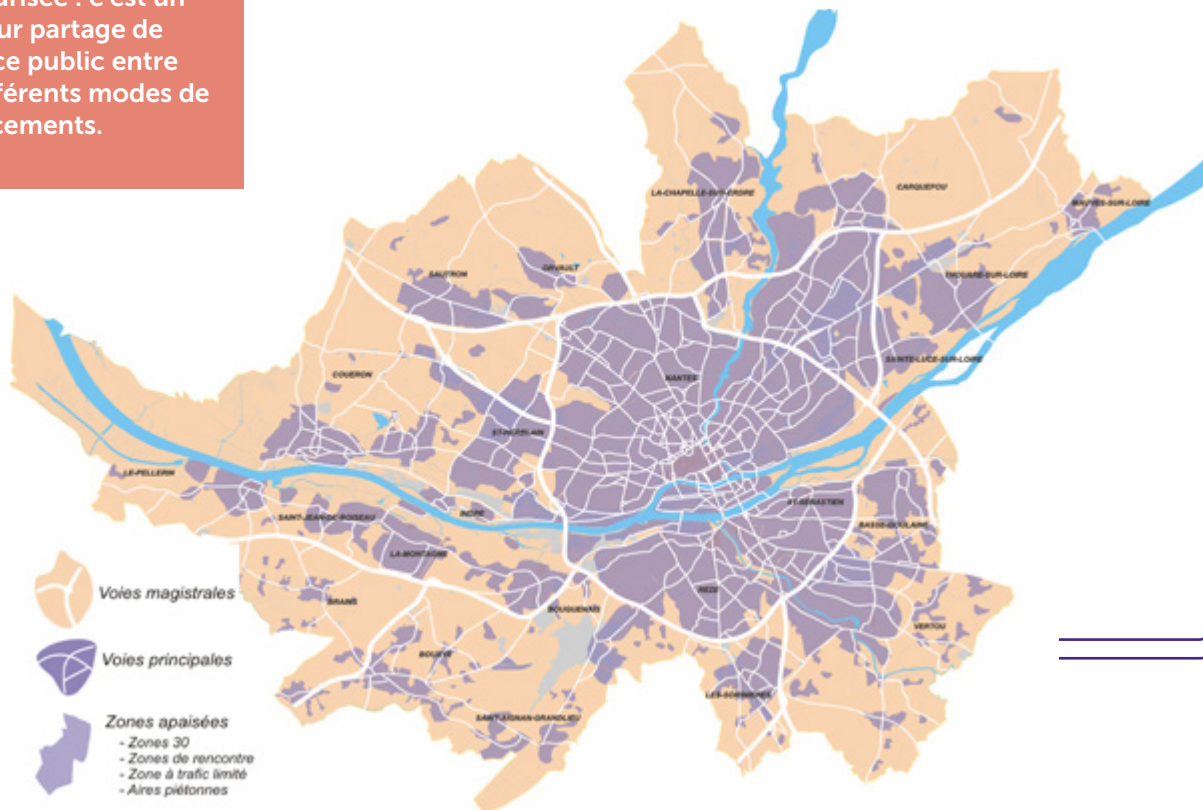 ur partage de
ce public entre
férents modes de
cements.
LA-CHAPELLE-SUR-ERDRE
CARQUEFOU
MAUVES-SUR-LOIRE
SAUTRON
ORVAULT
THOUARE-SUR-LOIRE
SAINTE-LUCE-SUR-LOIRE
COUERON
NANTES
ST-HERBLAIN
LE-PELLERIN
ST-SEBASTIEN
INDRE
BASSE-GOULAINE
SAINT-JEAN-DE-BOISEAU
LA-MONTAGNE
REZE
Voies magistrales
BRAINS
BOUGUENAIS
VERTOU
BOUAYE
Voies principales
LES-SORINIERES
SAINT-AIGNAN-GRANDLIEU
Zones apaisées
- Zones 30
- Zones de rencontre
- Zone à trafic limité
- Aires piétonnes